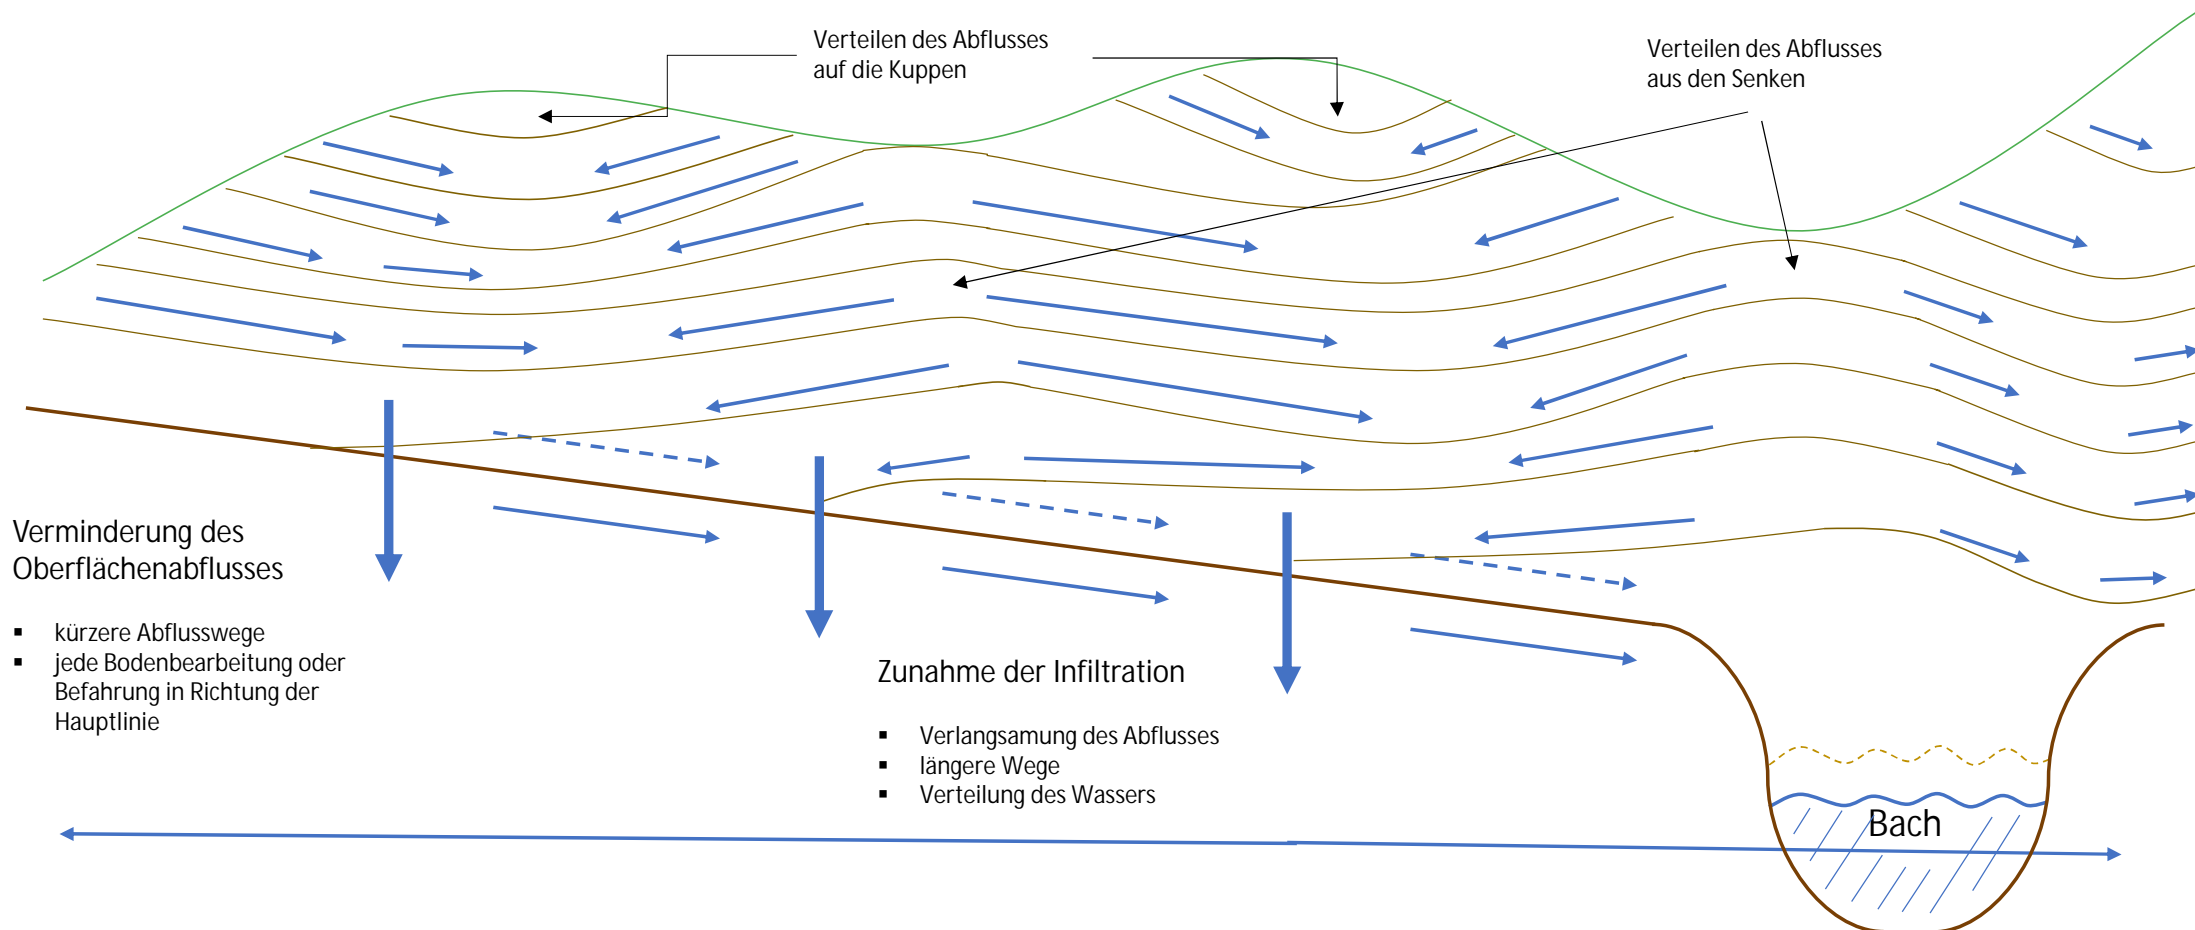 Verteilen des Abflusses
auf die Kuppen
Verteilen des Abflusses
aus den Senken
Verminderung des
Oberflächenabflusses
▪ kürzere Abflusswege
▪ jede Bodenbearbeitung oder
Befahrung in Richtung der
Hauptlinie
Zunahme der Infiltration
▪ Verlangsamung des Abflusses
▪ längere Wege
▪ Verteilung des Wassers
Bach